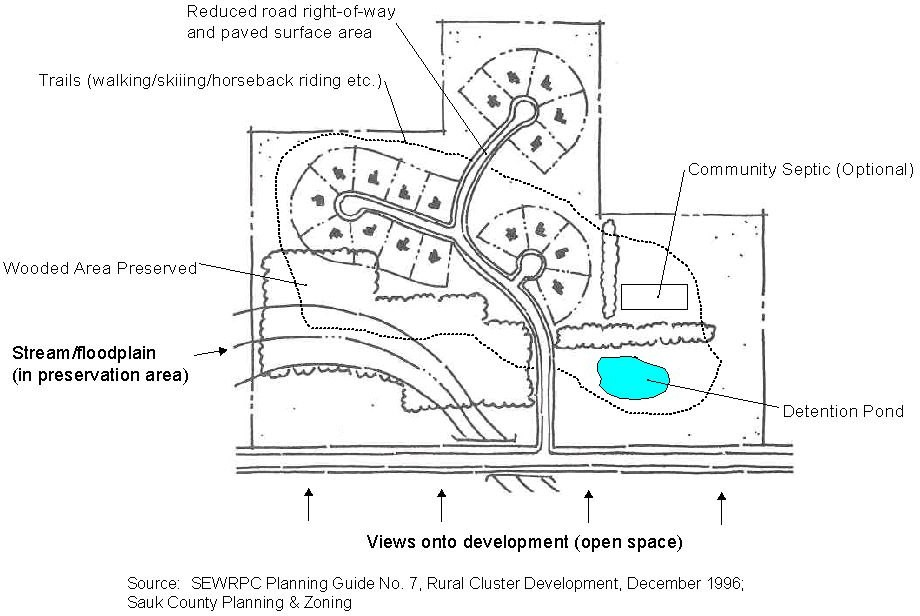 Reduced road right-of-way
and paved surface area
Trails (walking/skiiing/horseback riding etc.)
Community Septic (Optional)
Wooded Area Preserved
Stream/floodplain
(in preservation area)
Detention Pond
Views onto development (open space)
Source:  SEWRPC Planning Guide No. 7, Rural Cluster Development, December 1996;
Sauk County Planning & Zoning